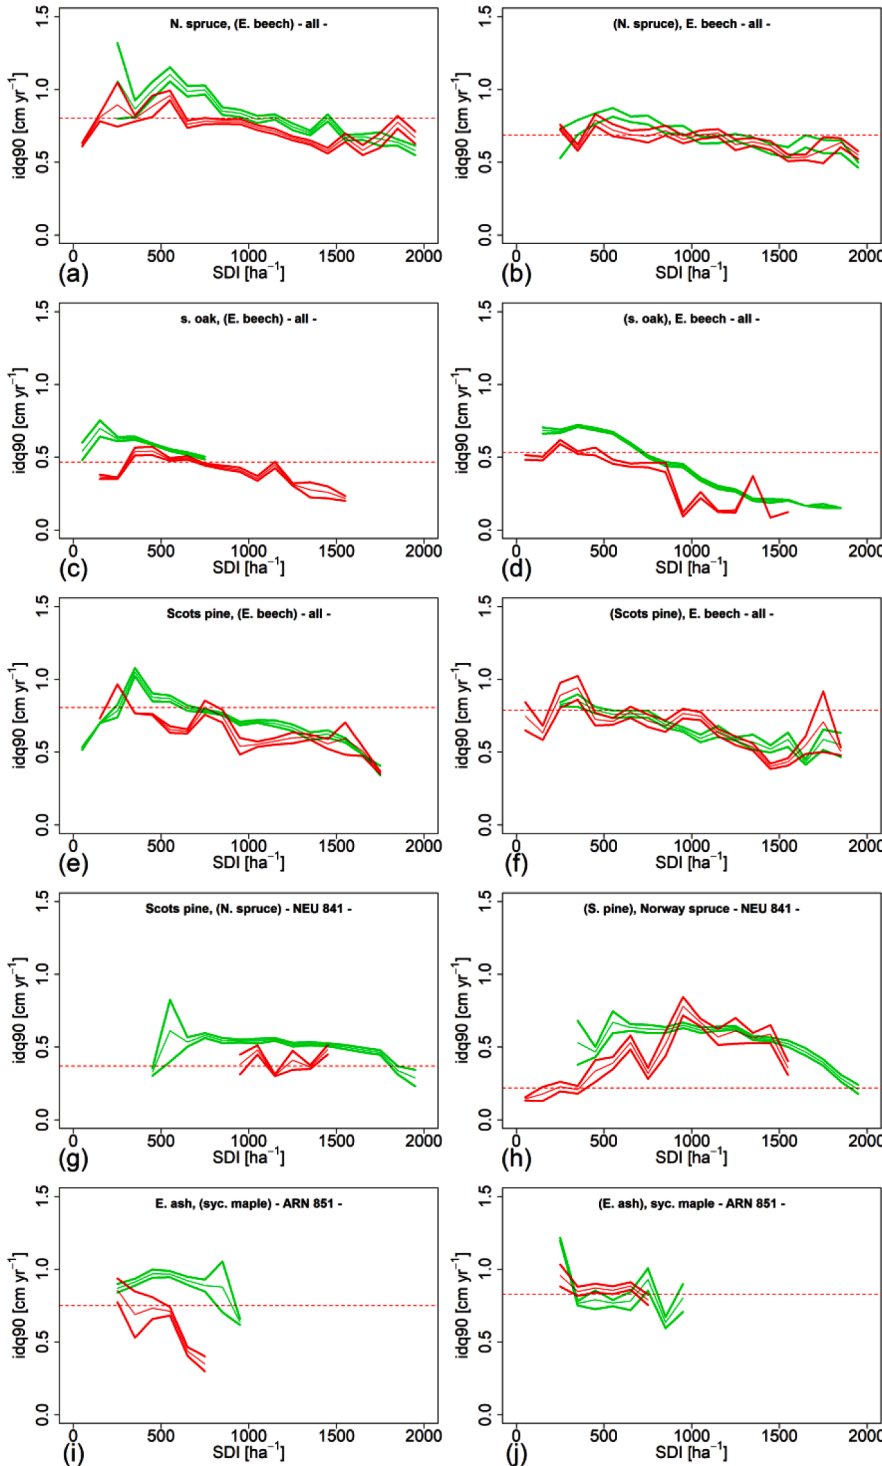 N. spruce, (E. beech) - all -
idq90 [cm yr⁻¹]
0.0 0.5 1.0 1.5
0 500 1000 1500 2000
SDI [ha⁻¹]
(a)
(N. spruce), E. beech - all -
idq90 [cm yr⁻¹]
0.0 0.5 1.0 1.5
0 500 1000 1500 2000
SDI [ha⁻¹]
(b)
s. oak, (E. beech) - all -
idq90 [cm yr⁻¹]
0.0 0.5 1.0 1.5
0 500 1000 1500 2000
SDI [ha⁻¹]
(c)
(s. oak), E. beech - all -
idq90 [cm yr⁻¹]
0.0 0.5 1.0 1.5
0 500 1000 1500 2000
SDI [ha⁻¹]
(d)
Scots pine, (E. beech) - all -
idq90 [cm yr⁻¹]
0.0 0.5 1.0 1.5
0 500 1000 1500 2000
SDI [ha⁻¹]
(e)
(Scots pine), E. beech - all -
idq90 [cm yr⁻¹]
0.0 0.5 1.0 1.5
0 500 1000 1500 2000
SDI [ha⁻¹]
(f)
Scots pine, (N. spruce) - NEU 841 -
idq90 [cm yr⁻¹]
0.0 0.5 1.0 1.5
0 500 1000 1500 2000
SDI [ha⁻¹]
(g)
(S. pine), Norway spruce - NEU 841 -
idq90 [cm yr⁻¹]
0.0 0.5 1.0 1.5
0 500 1000 1500 2000
SDI [ha⁻¹]
(h)
E. ash, (syc. maple) - ARN 851 -
idq90 [cm yr⁻¹]
0.0 0.5 1.0 1.5
0 500 1000 1500 2000
SDI [ha⁻¹]
(i)
(E. ash), syc. maple - ARN 851 -
idq90 [cm yr⁻¹]
0.0 0.5 1.0 1.5
0 500 1000 1500 2000
SDI [ha⁻¹]
(j)